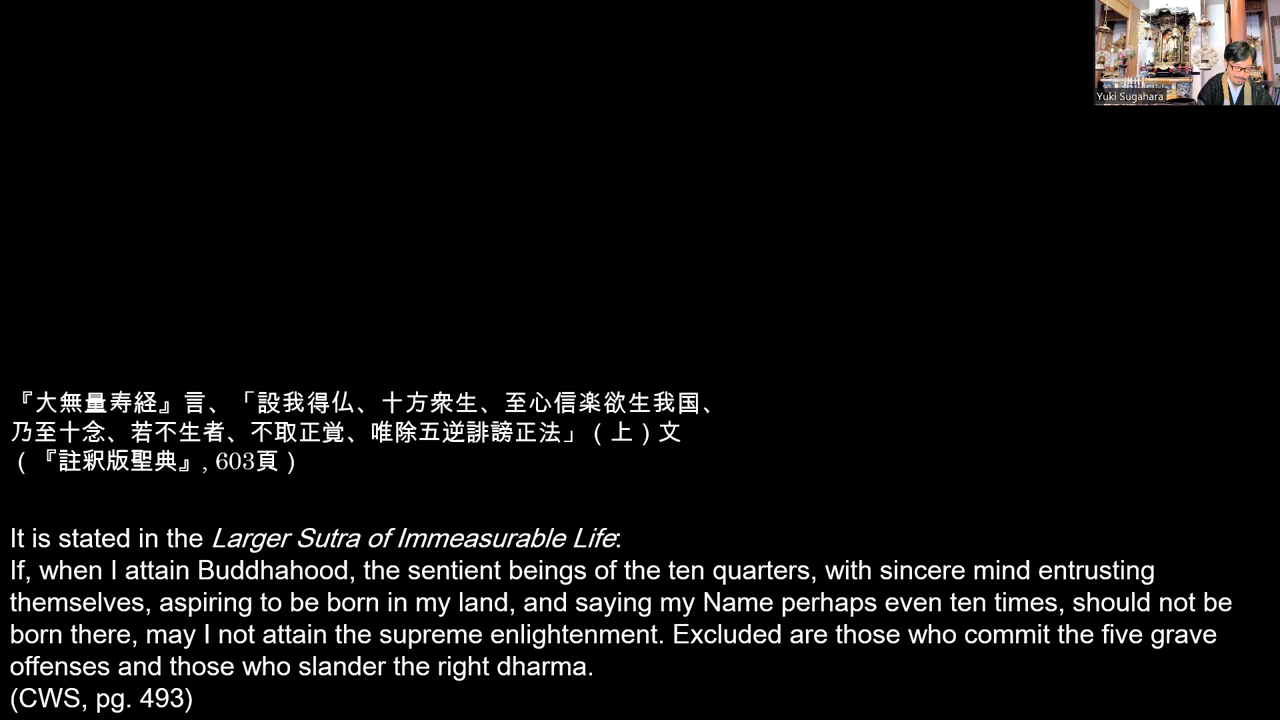 Yuki Sugahara
『大無量寿経』言、「設我得仏、十方衆生、至心信楽欲生我国、
乃至十念、若不生者、不取正覚、唯除五逆誹謗正法」（上）文
（『註釈版聖典』, 603頁）
It is stated in the Larger Sutra of Immeasurable Life:
If, when I attain Buddhahood, the sentient beings of the ten quarters, with sincere mind entrusting
themselves, aspiring to be born in my land, and saying my Name perhaps even ten times, should not be
born there, may I not attain the supreme enlightenment. Excluded are those who commit the five grave
offenses and those who slander the right dharma.
(CWS, pg. 493)